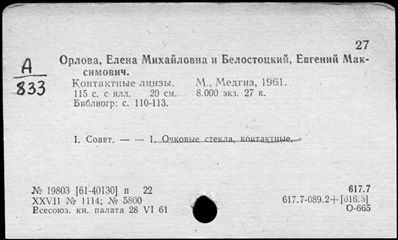 27
А
833
Орлова, Елена Михайловна и Белостоцкий, Евгений Мак-
симович.
Контактные линзы. М., Медгиз, 1961.
115 с. с илл. 20 см. 8.000 экз. 27 к.
Библиогр: с. 110-113.
I. Соавт. — — 1. Очковые стекла, контактные.
№ 19803 [61-40130] п 22 617.7
XXVII № 1114; № 5800 617.7-089.2+[016.3]
Всесоюз. кн. палата 28 VI 61 О-665